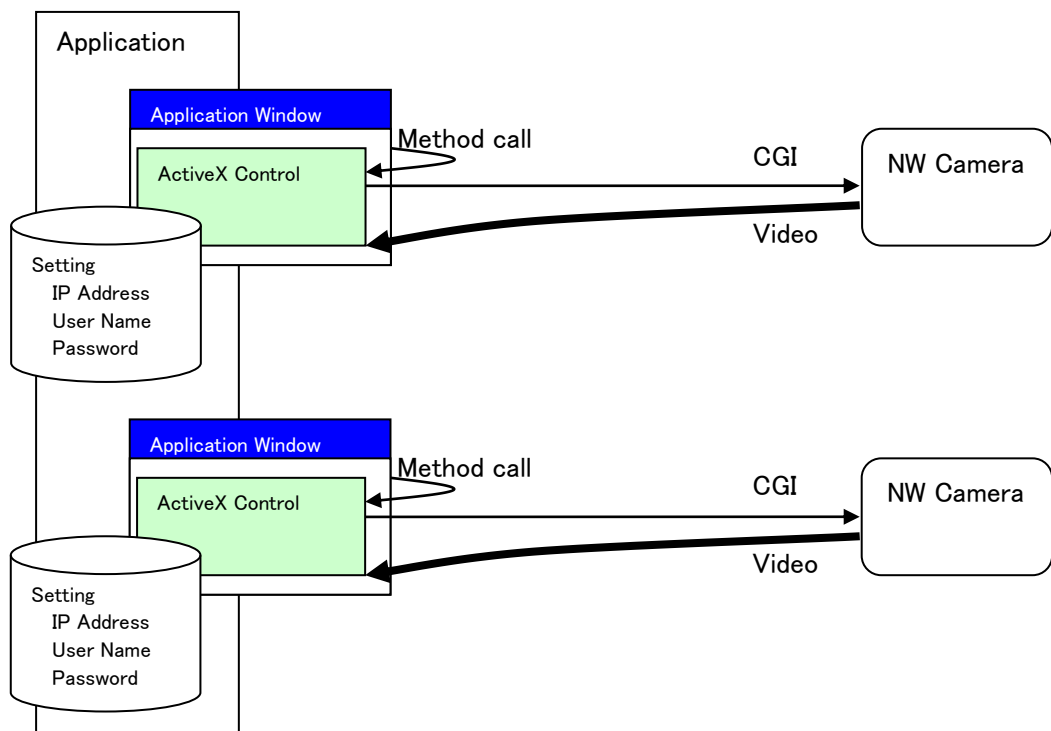 Application
Application Window
Method call
ActiveX Control
CGI
NW Camera
Video
Setting
IP Address
User Name
Password
Application Window
Method call
ActiveX Control
CGI
NW Camera
Video
Setting
IP Address
User Name
Password